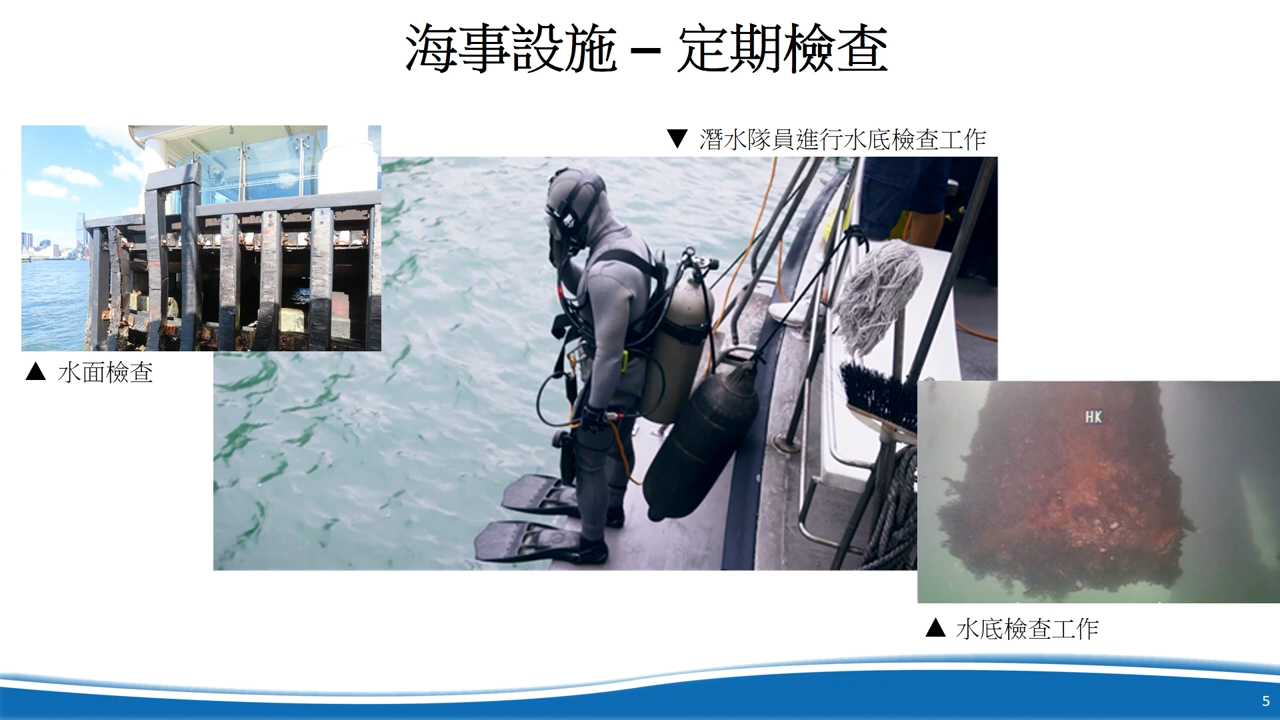 海事設施 – 定期檢查
▼ 潛水隊員進行水底檢查工作
▲ 水面檢查
HK
▲ 水底檢查工作
5